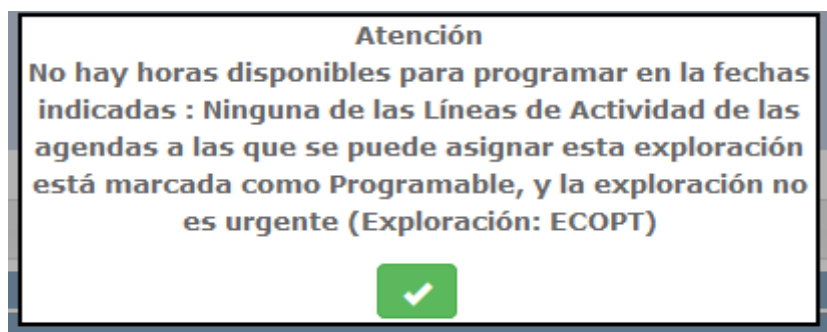 Atención
No hay horas disponibles para programar en la fechas
indicadas : Ninguna de las Líneas de Actividad de las
agendas a las que se puede asignar esta exploración
está marcada como Programable, y la exploración no
es urgente (Exploración: ECOPT)